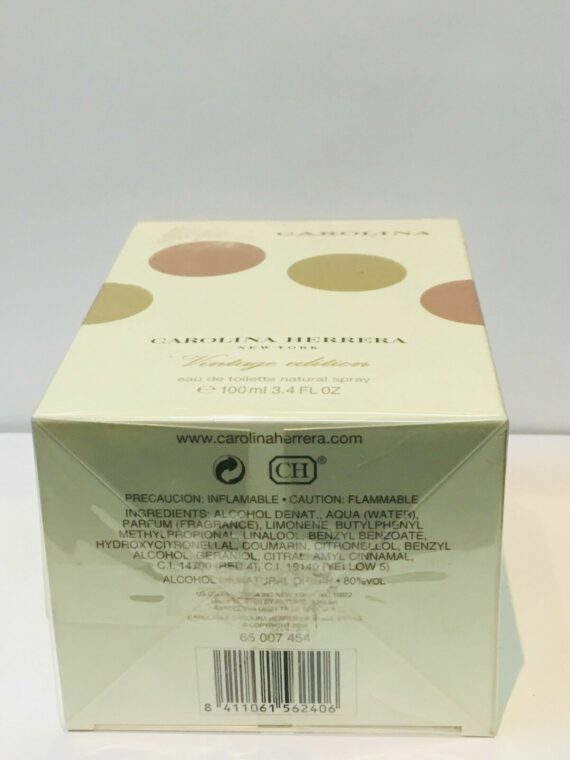 CAROLINA
CAROLINA HERRERA
NEW YORK
Vintage edition
eau de toilette natural spray
℮ 100 ml 3.4 FL OZ
www.carolinaherrera.com
CH®
PRECAUCION: INFLAMABLE • CAUTION: FLAMMABLE
INGREDIENTS: ALCOHOL DENAT., AQUA (WATER),
PARFUM (FRAGRANCE), LIMONENE, BUTYLPHENYL
METHYLPROPIONAL, LINALOOL, BENZYL BENZOATE,
HYDROXYCITRONELLAL, COUMARIN, CITRONELLOL, BENZYL
ALCOHOL, GERANIOL, CITRAL, AMYL CINNAMAL,
C.I. 14700 (RED 4), C.I. 19140 (YELLOW 5)
ALCOHOL OF NATURAL ORIGIN • 80%VOL
© COPYRIGHT
65 007 454
8 411061 562406